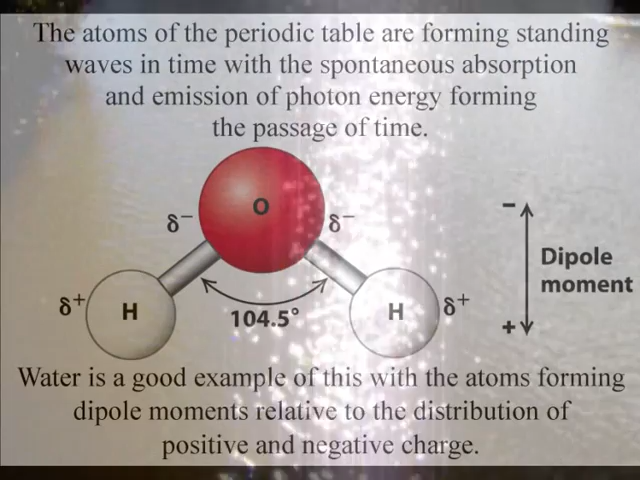 The atoms of the periodic table are forming standing
waves in time with the spontaneous absorption
and emission of photon energy forming
the passage of time.
O
δ− δ−
− 
Dipole
moment
δ+ H H δ+
104.5°
+
Water is a good example of this with the atoms forming
dipole moments relative to the distribution of
positive and negative charge.